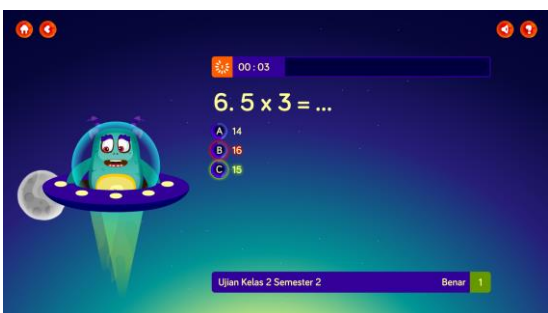 00:03
6. 5 x 3 = ...
A 14
B 16
C 15
Ujian Kelas 2 Semester 2 Benar 1